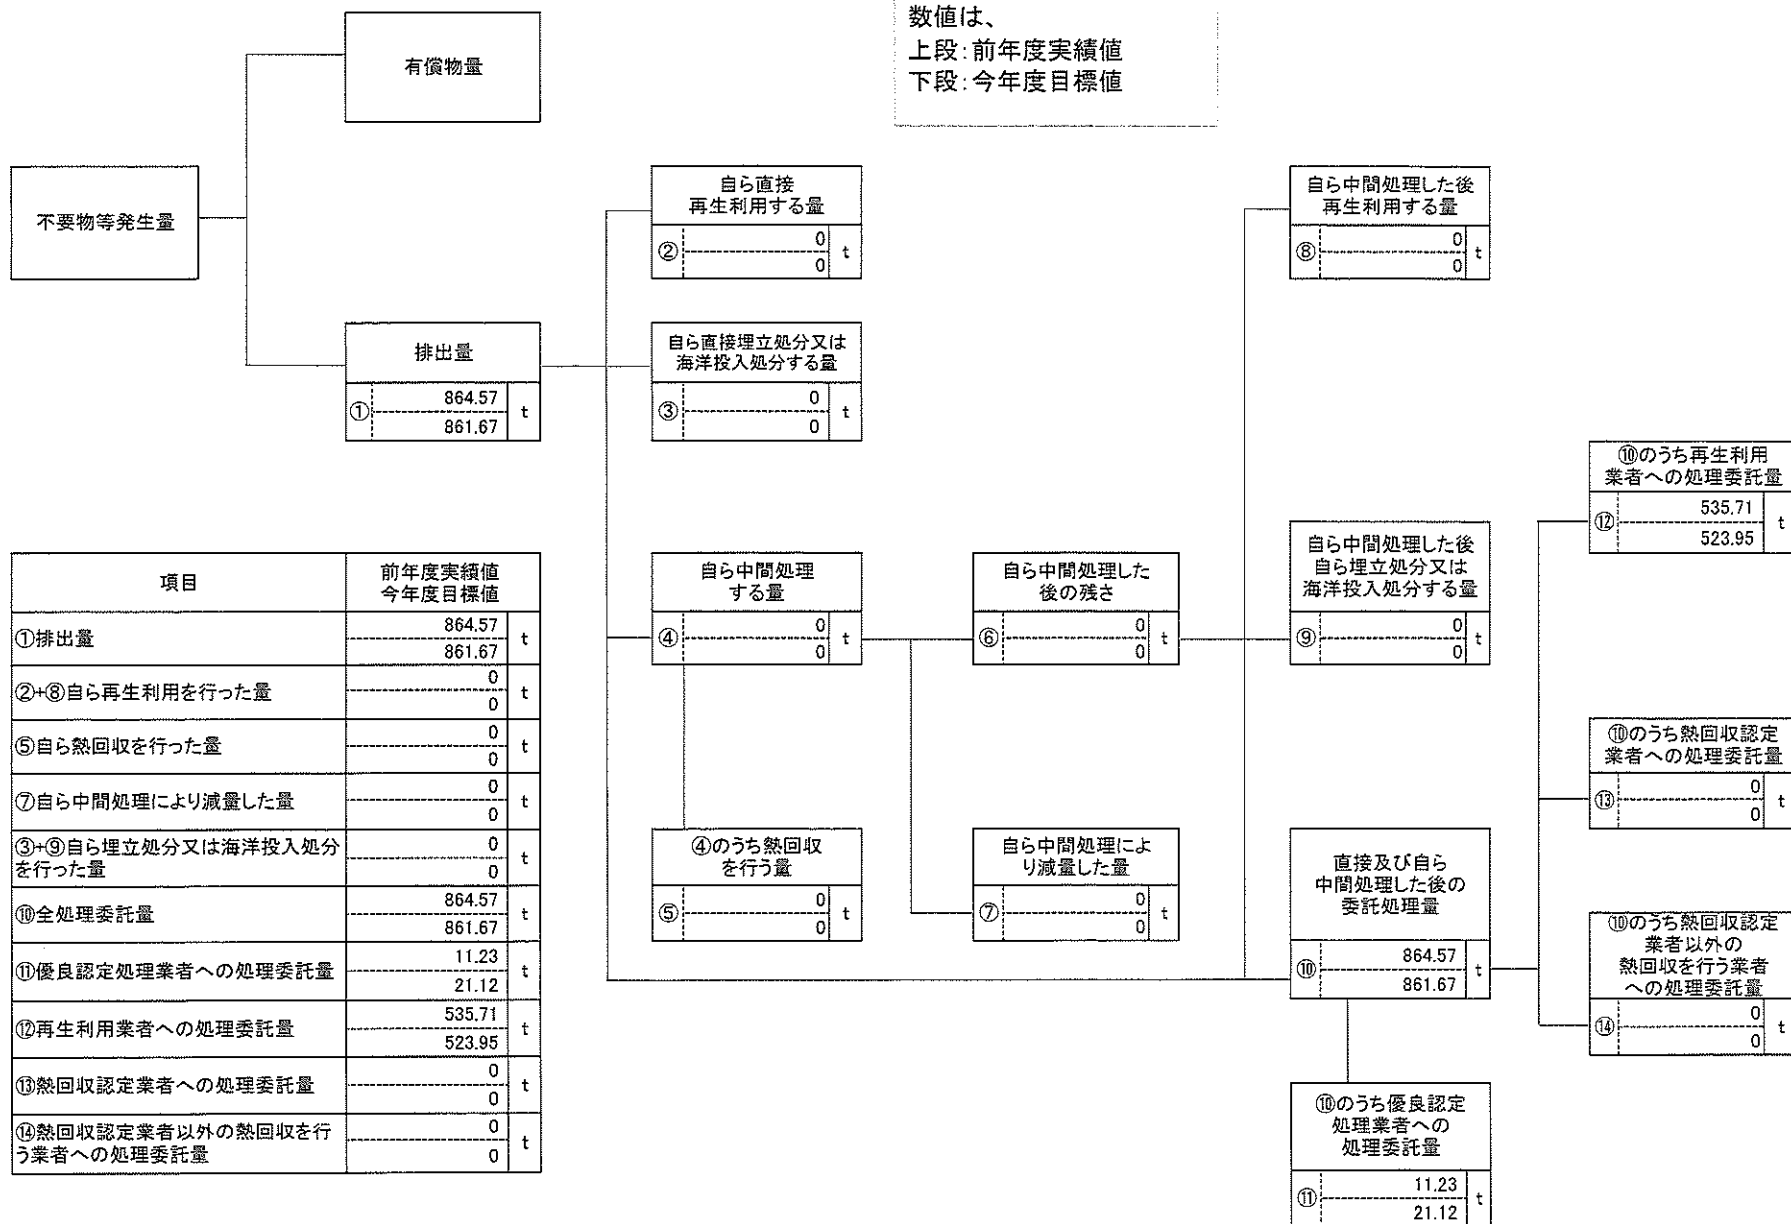 数値は、
上段:前年度実績値
下段:今年度目標値
有償物量
不要物等発生量
排出量
①
864.57
861.67
t
自ら直接
再生利用する量
②
0
0
t
自ら直接埋立処分又は
海洋投入処分する量
③
0
0
t
自ら中間処理
する量
④
0
0
t
④のうち熱回収
を行う量
⑤
0
0
t
自ら中間処理した
後の残さ
⑥
0
0
t
自ら中間処理によ
り減量した量
⑦
0
0
t
自ら中間処理した後
再生利用する量
⑧
0
0
t
自ら中間処理した後
自ら埋立処分又は
海洋投入処分する量
⑨
0
0
t
直接及び自ら
中間処理した後の
委託処理量
⑩
864.57
861.67
t
⑩のうち優良認定
処理業者への
処理委託量
⑪
11.23
21.12
t
⑩のうち再生利用
業者への処理委託量
⑫
535.71
523.95
t
⑩のうち熱回収認定
業者への処理委託量
⑬
0
0
t
⑩のうち熱回収認定
業者以外の
熱回収を行う業者
への処理委託量
⑭
0
0
t
項目
前年度実績値
今年度目標値
①排出量
864.57
861.67
t
②+⑧自ら再生利用を行った量
0
0
t
⑤自ら熱回収を行った量
0
0
t
⑦自ら中間処理により減量した量
0
0
t
③+⑨自ら埋立処分又は海洋投入処分
を行った量
0
0
t
⑩全処理委託量
864.57
861.67
t
⑪優良認定処理業者への処理委託量
11.23
21.12
t
⑫再生利用業者への処理委託量
535.71
523.95
t
⑬熱回収認定業者への処理委託量
0
0
t
⑭熱回収認定業者以外の熱回収を行
う業者への処理委託量
0
0
t